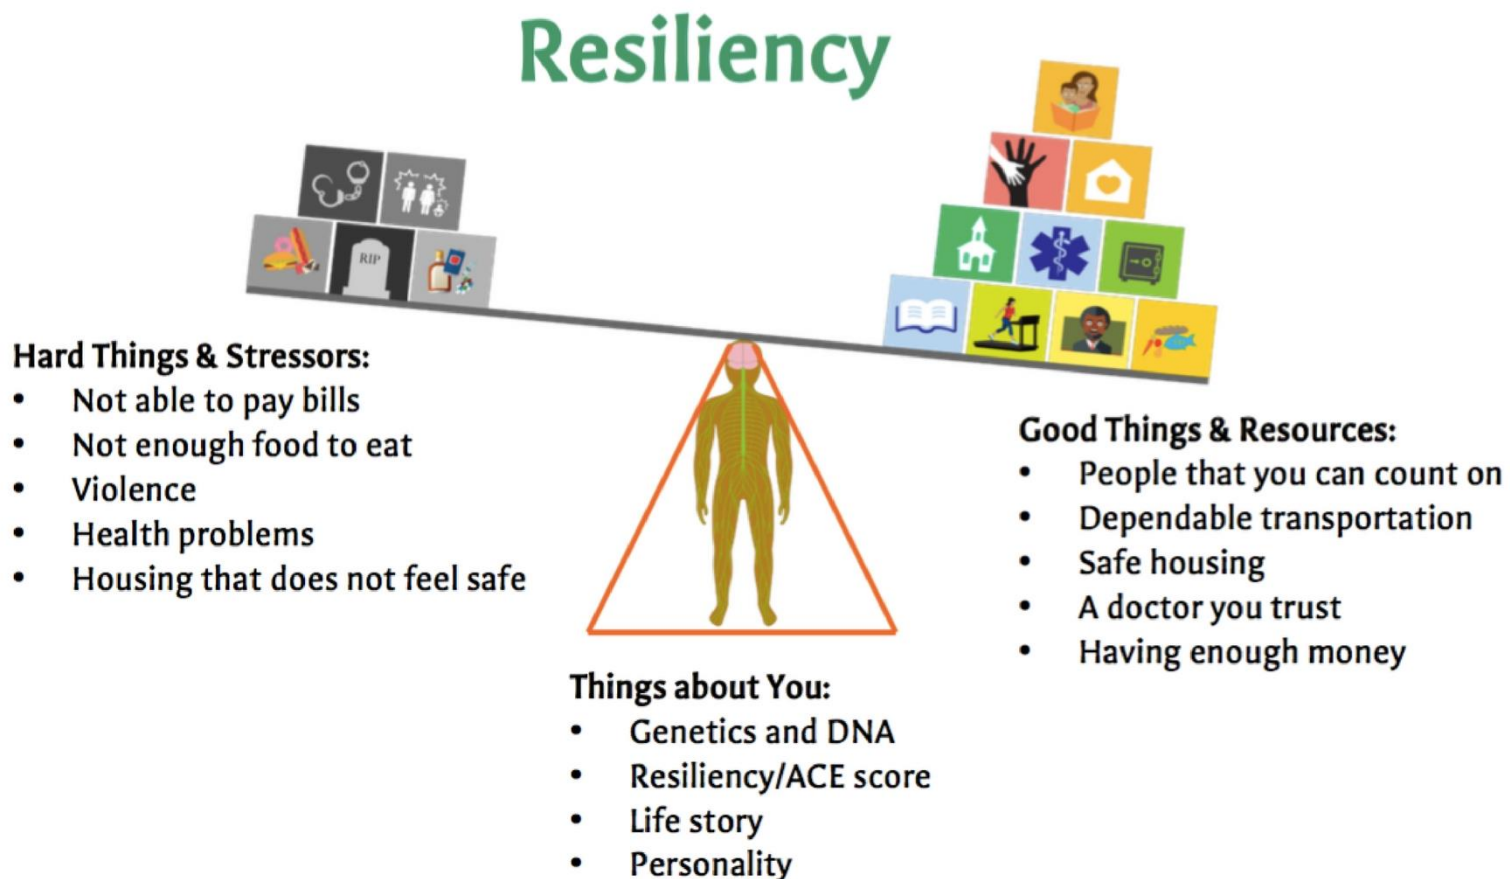 Resiliency
RIP
Hard Things & Stressors:
• Not able to pay bills
• Not enough food to eat
• Violence
• Health problems
• Housing that does not feel safe
Good Things & Resources:
• People that you can count on
• Dependable transportation
• Safe housing
• A doctor you trust
• Having enough money
Things about You:
• Genetics and DNA
• Resiliency/ACE score
• Life story
• Personality